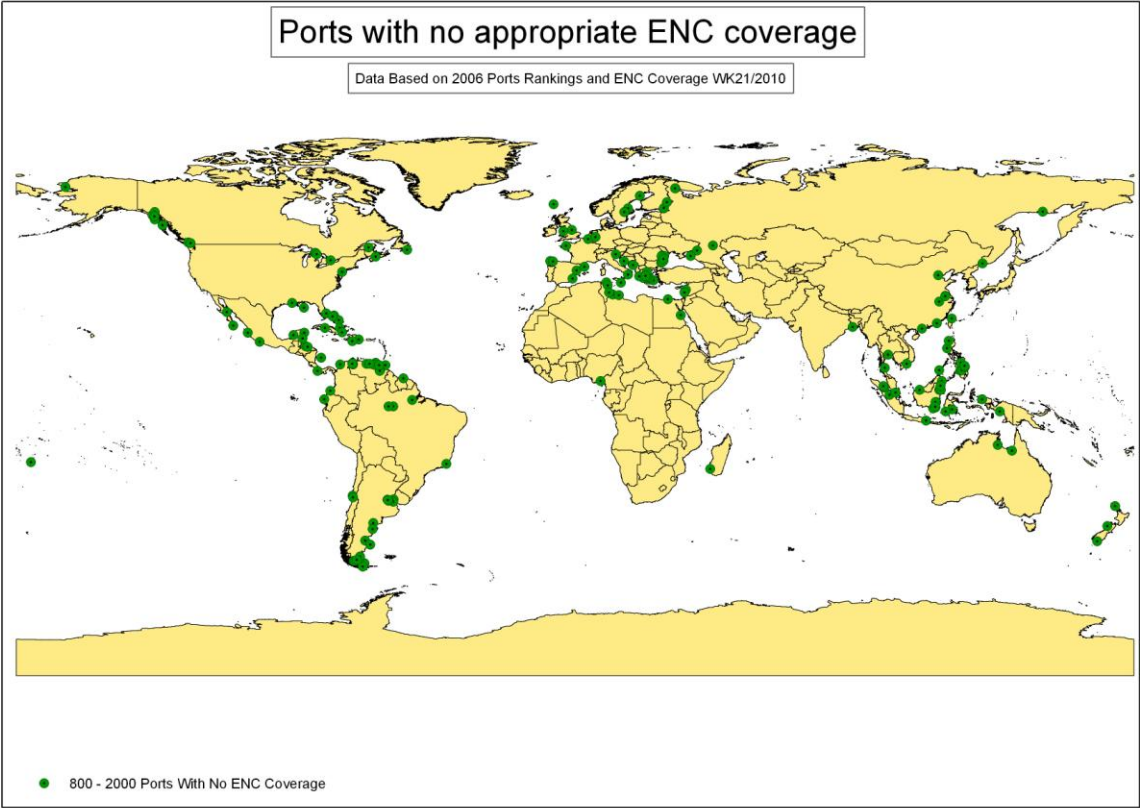 Ports with no appropriate ENC coverage
Data Based on 2006 Ports Rankings and ENC Coverage WK21/2010
800 - 2000 Ports With No ENC Coverage